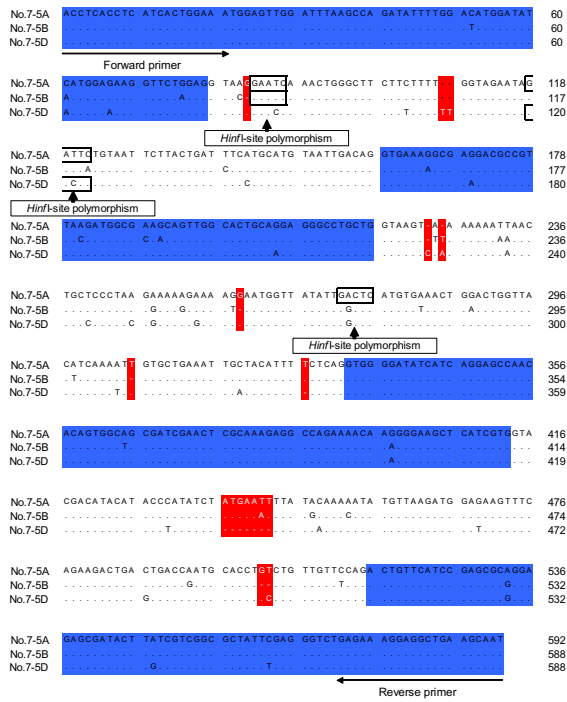 No.7-5A ACCTCACCTC ATCACTGGAA ATGGAGTTGG ATTTAAGCCA GATATTTTGG ACATGGATAT 60
No.7-5B .......... .......... .......... .......... .......... .T........ 60
No.7-5D .......... .......... .......... .......... .......... .......... 60
Forward primer
No.7-5A CATGGAGAAG GTTCTGGAGG TAAGGAATC AAACTGGGCT TCTTCTTTT-- GGTAGAATAG 118
No.7-5B A......... .....A.... ..C-...... .......... .........-- .......... 117
No.7-5D A.....A... .......... .......C.. .......... ....T....TT .......... 120
HinfI-site polymorphism
No.7-5A ATTCTGTAAT TCTTACTGAT TTCATGCATG TAATTGACAG GTGAAAGGCG AGGACGCCGT 178
No.7-5B ...A...... .......... .C........ .......... ......A... .......... 177
No.7-5D .C........ .......... ....C..... .......... .......... .A........ 180
HinfI-site polymorphism
No.7-5A TAAGATGGCG AAGCAGTTGG CACTGCAGGA GGGCCTGCTG GTAAGT-A-A AAAAATTAAC 236
No.7-5B ..C....... .C.A...... .......... .......... ......-TT. .....AA... 236
No.7-5D .......... .......... ........A. .......... ......C.A. ......A... 240
No.7-5A TGCTCCCTAA GAAAAAGAAA AGGAATGGTT ATATTGACTC ATGTGAAACT GGACTGGTTA 296
No.7-5B .......... .G...G.... T.-....... .......G.. ..T....... .A........ 295
No.7-5D ...C.....C ..G....G.. .......... .......G.. .......... .......... 300
HinfI-site polymorphism
No.7-5A CATCAAAATT TGTGCTGAAT TGCTACATTT TCTCAGGTGG GGATATCATC AGGAGCCAAC 356
No.7-5B .T........ .......... .......... .......... .......... .......... 354
No.7-5D .......T.. .......... ...A...... .......... .......... .......... 359
No.7-5A ACAGTGGCAG CGATCGAACT CGCAAAGAGG CCAGAAAACA AGGGGAAGCT CATCGTGGTA 416
No.7-5B ........T. .......... .......... .......... ..A....... .......... 414
No.7-5D .......... .......... .......... .......... ..A....... .......... 419
No.7-5A CGACATACAT ACCCATATCT ATGAATTTTA TACAAAAATA TGTTAAGATG GAGAAGTTTC 476
No.7-5B .......... .......... .....A.... ..G....C.. .......... .......... 474
No.7-5D .......... ...T...... -------... ...A...... .......... ..T....... 472
No.7-5A AGAAGACTGA CTGACCAATG CACCTGTCTG TTGTTCCAGA CTGTTCATCC GAGCGCAGGA 536
No.7-5B .......... ......G... .......... ......T... .......... ......G... 532
No.7-5D .......... G......... ......C... .......... .......... ......G... 532
No.7-5A GAGCGATACT TATCGTCGGC GCTATTCGAG GGTCTGAGAA AGGAGGCTGA AGCAAT 592
No.7-5B .......... .......... .......... .......... .......... ...... 588
No.7-5D .......... .G........ ......T... .......... .......... ...... 588
Reverse primer